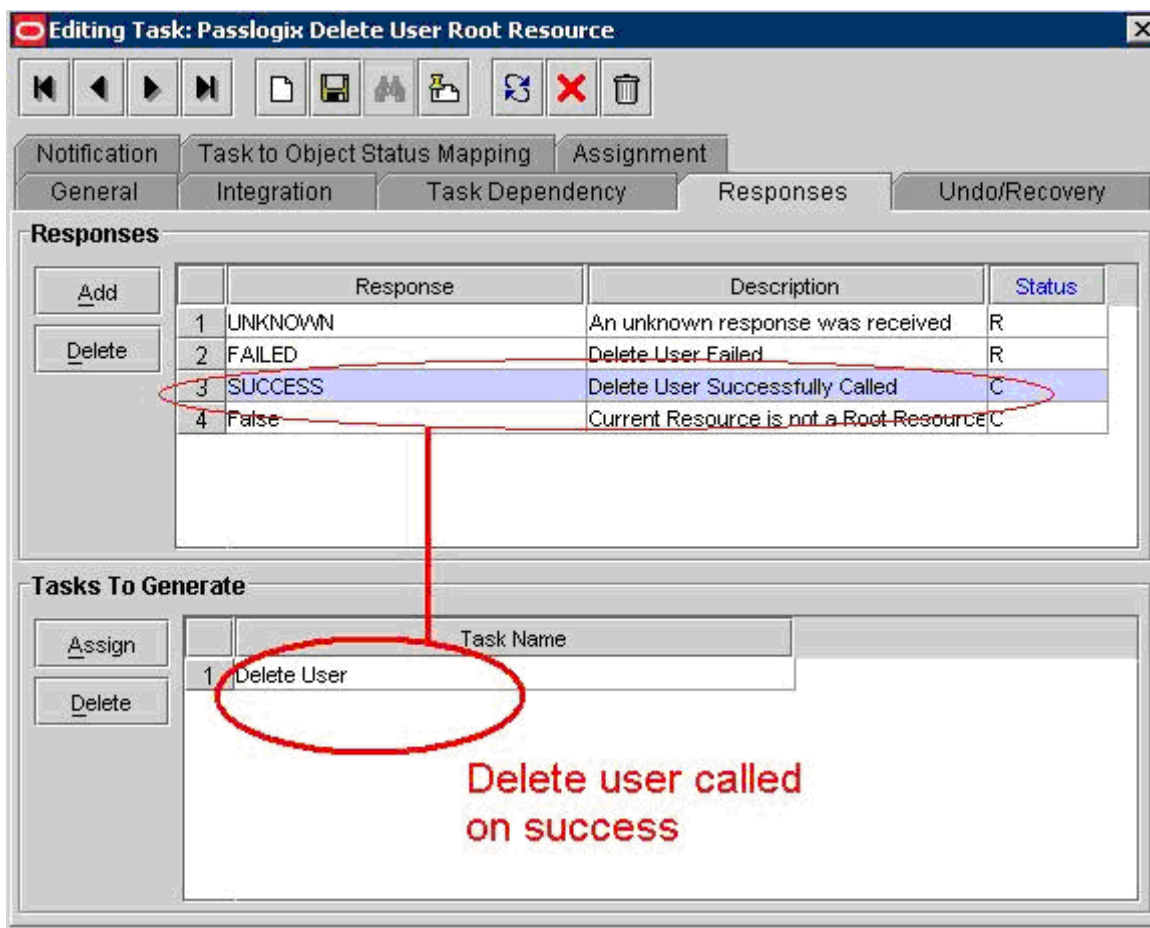 Editing Task: Passlogix Delete User Root Resource
Notification Task to Object Status Mapping Assignment
General Integration Task Dependency Responses Undo/Recovery
Responses
Add
Delete
Response Description Status
1 UNKNOWN An unknown response was received R
2 FAILED Delete User Failed R
3 SUCCESS Delete User Successfully Called C
4 False Current Resource is not a Root Resource C
Tasks To Generate
Assign
Delete
Task Name
1 Delete User
Delete user called
on success